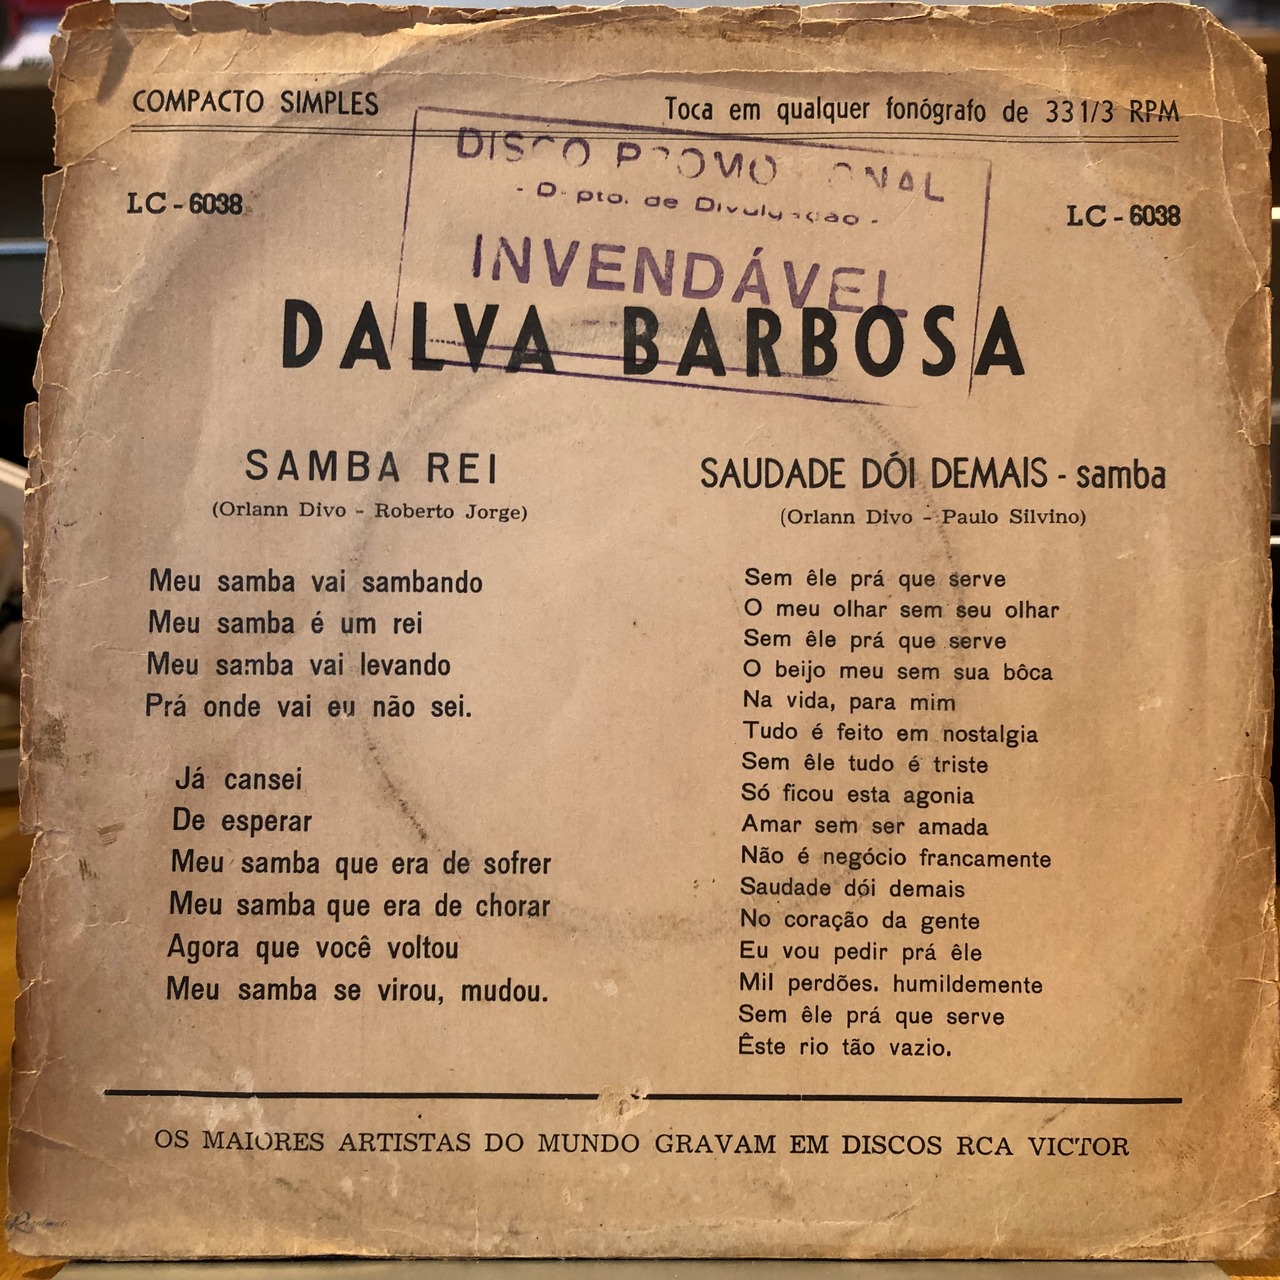 COMPACTO SIMPLES
Toca em qualquer fonógrafo de 33 1/3 RPM
DISCO PROMOCIONAL
- Depto. de Divulgação -
INVENDÁVEL
LC - 6038
LC - 6038
DALVA BARBOSA
SAMBA REI
(Orlann Divo - Roberto Jorge)
Meu samba vai sambando
Meu samba é um rei
Meu samba vai levando
Prá onde vai eu não sei.
Já cansei
De esperar
Meu samba que era de sofrer
Meu samba que era de chorar
Agora que você voltou
Meu samba se virou, mudou.
SAUDADE DÓI DEMAIS - samba
(Orlann Divo - Paulo Silvino)
Sem êle prá que serve
O meu olhar sem seu olhar
Sem êle prá que serve
O beijo meu sem sua bôca
Na vida, para mim
Tudo é feito em nostalgia
Sem êle tudo é triste
Só ficou esta agonia
Amar sem ser amada
Não é negócio francamente
Saudade dói demais
No coração da gente
Eu vou pedir prá êle
Mil perdões. humildemente
Sem êle prá que serve
Êste rio tão vazio.
OS MAIORES ARTISTAS DO MUNDO GRAVAM EM DISCOS RCA VICTOR